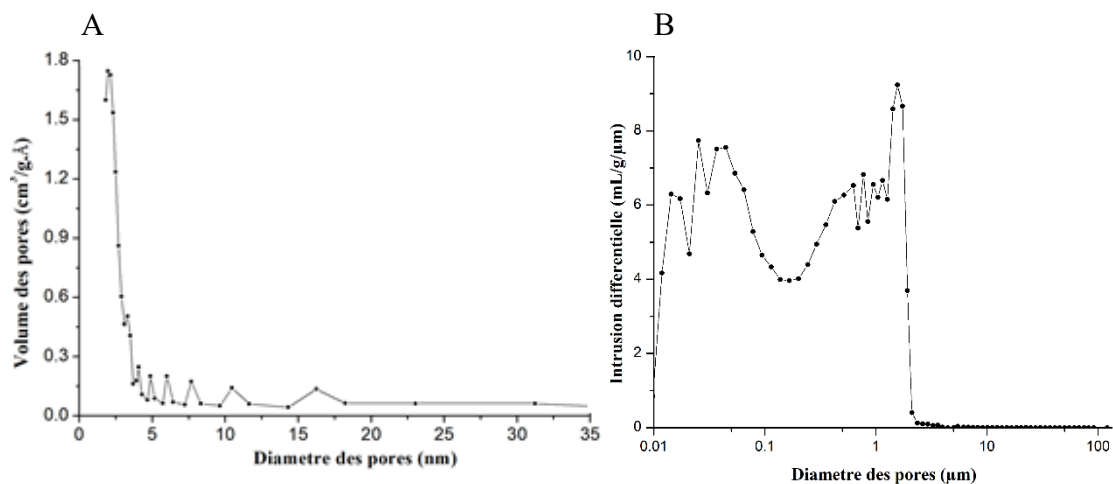 A
B
Volume des pores (cm³/g.Å)
1.8
1.5
1.2
0.9
0.6
0.3
0.0
0 5 10 15 20 25 30 35
Diametre des pores (nm)
Intrusion differentielle (mL/g/µm)
10
8
6
4
2
0
0.01 0.1 1 10 100
Diametre des pores (µm)